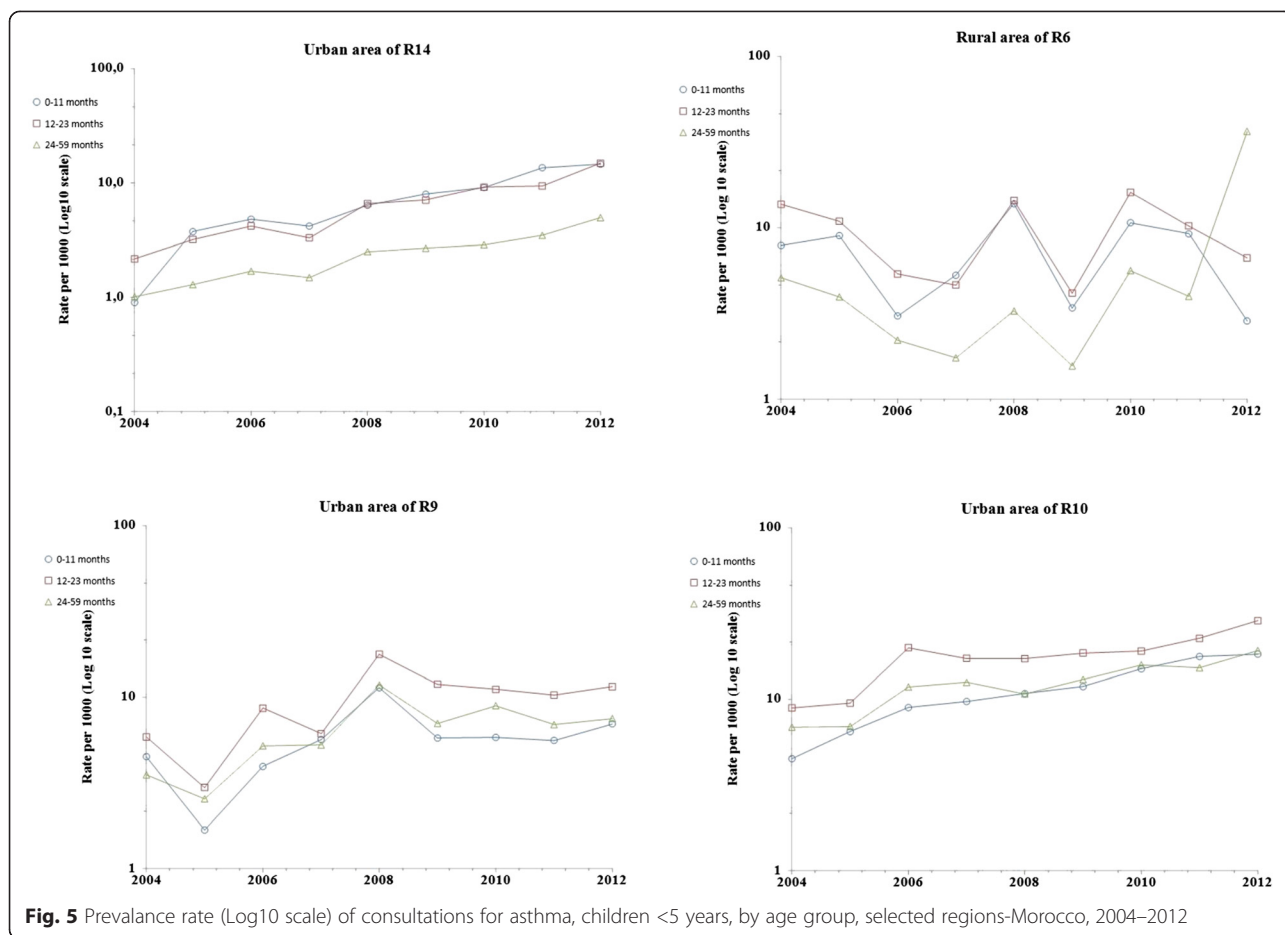 Urban area of R14
100,0
10,0
1,0
0,1
Rate per 1000 (Log10 scale)
0-11 months
12-23 months
24-59 months
2004
2006
2008
2010
2012
Rural area of R6
100
10
1
Rate per 1000 (Log10 scale)
0-11 months
12-23 months
24-59 months
2004
2006
2008
2010
2012
Urban area of R9
100
10
1
Rate per 1000 (Log 10 scale)
0-11 months
12-23 months
24-59 months
2004
2006
2008
2010
2012
Urban area of R10
100
10
1
Rate per 1000 (Log 10 scale)
0-11 months
12-23 months
24-59 months
2004
2006
2008
2010
2012
Fig. 5 Prevalance rate (Log10 scale) of consultations for asthma, children <5 years, by age group, selected regions-Morocco, 2004–2012